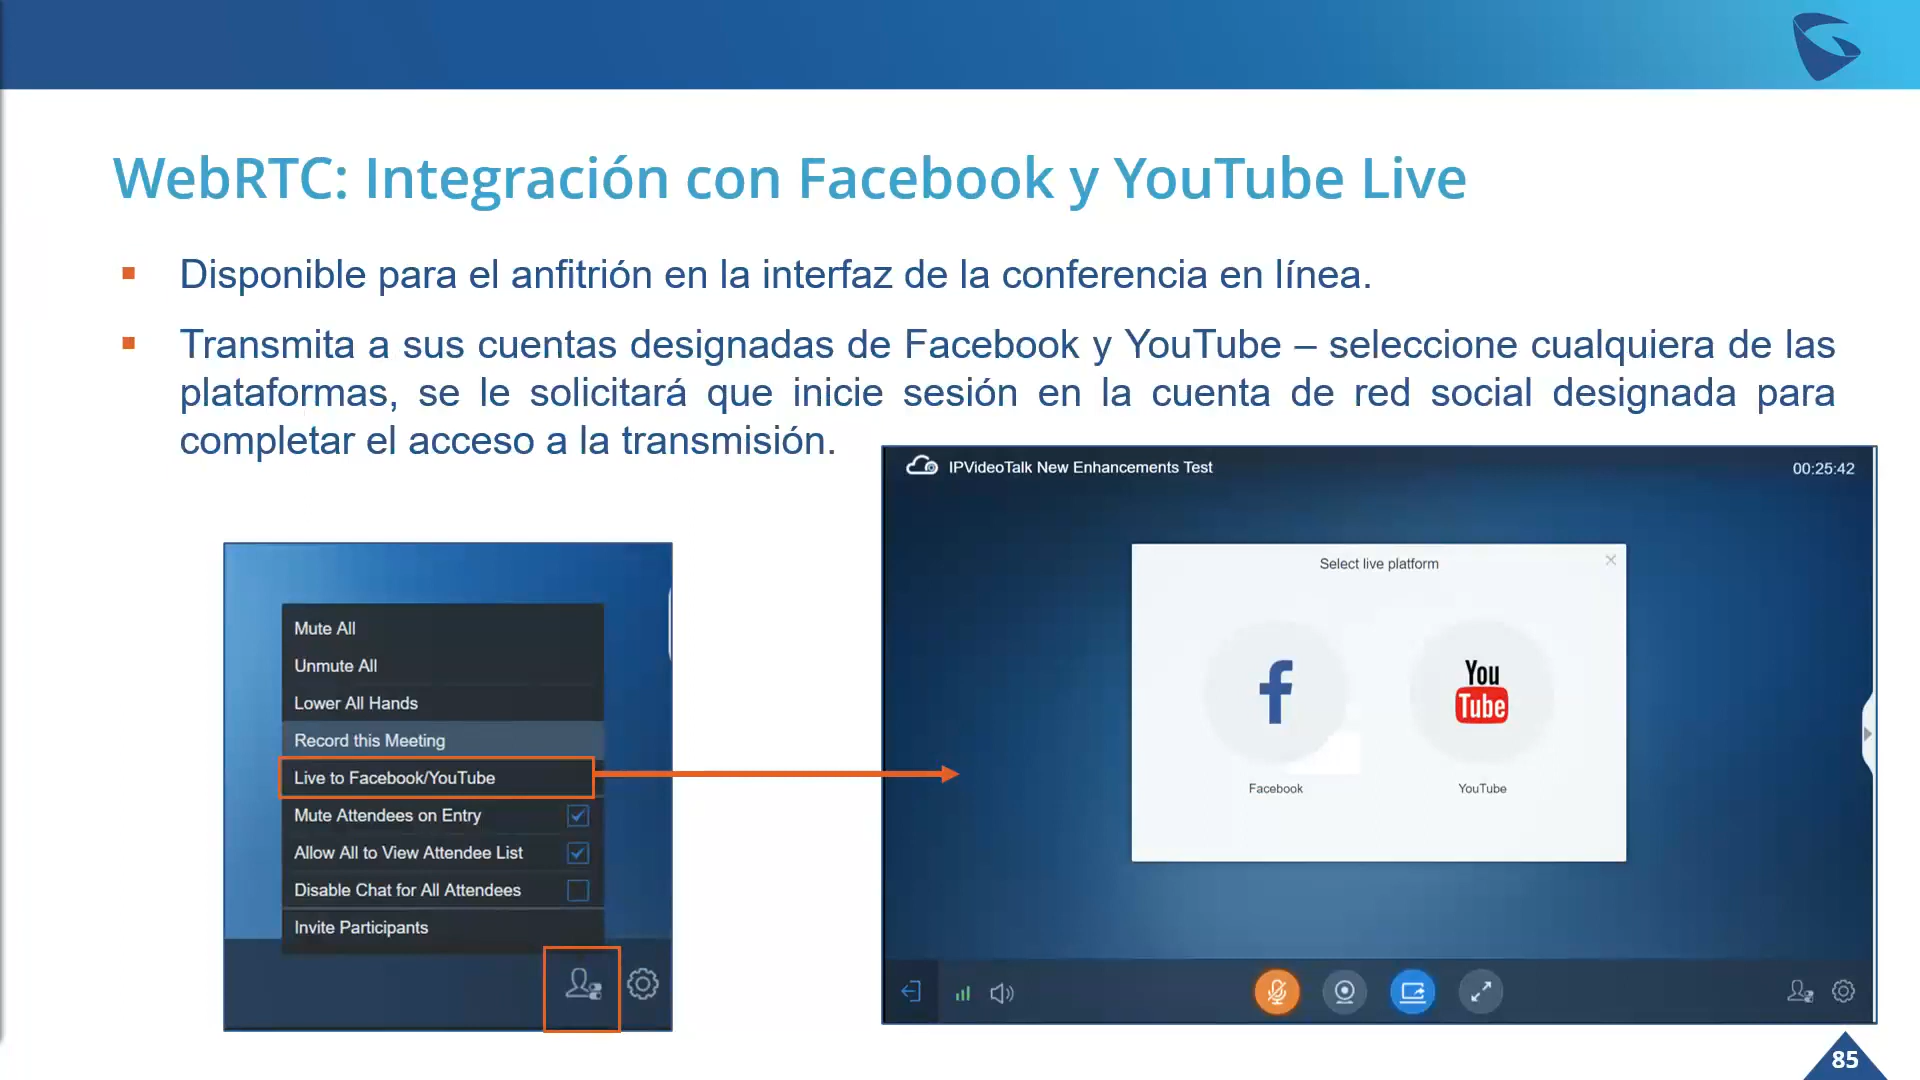 WebRTC: Integración con Facebook y YouTube Live
Disponible para el anfitrión en la interfaz de la conferencia en línea.
Transmita a sus cuentas designadas de Facebook y YouTube – seleccione cualquiera de las
plataformas, se le solicitará que inicie sesión en la cuenta de red social designada para
completar el acceso a la transmisión.
Mute All
Unmute All
Lower All Hands
Record this Meeting
Live to Facebook/YouTube
Mute Attendees on Entry
Allow All to View Attendee List
Disable Chat for All Attendees
Invite Participants
IPVideoTalk New Enhancements Test
00:25:42
Select live platform
You
Tube
Facebook
YouTube
85